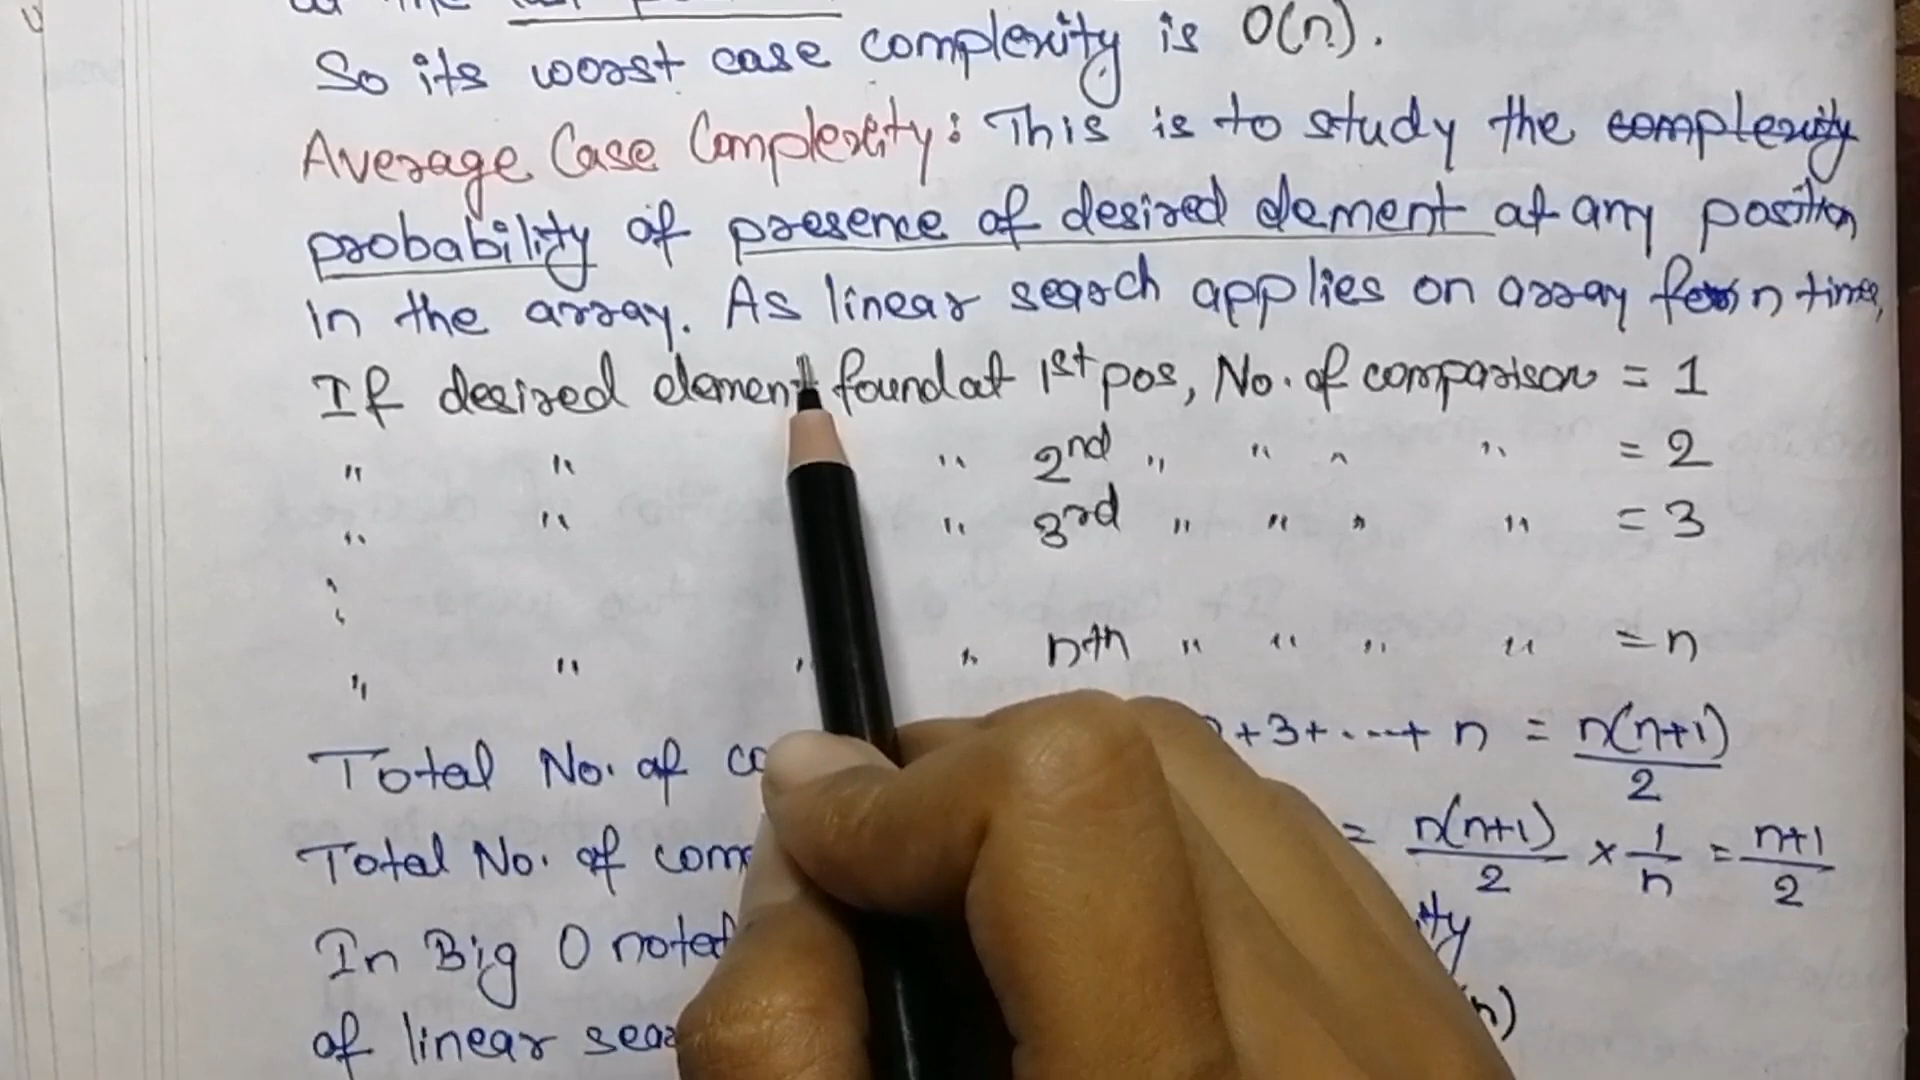 So its worst case complexity is O(n).
Average Case Complexity: This is to study the complexity
probability of presence of desired element at any position
in the array. As linear search applies on array for n times,
If desired element found at 1st pos, No. of comparison = 1
" " " 2nd " " " " = 2
" " " 3rd " " " " = 3
:
" " " " nth " " " " = n
Total No. of +3+....+ n = n(n+1)/2
Total No. of = n(n+1)/2 × 1/n = n+1/2
In Big O
of linear